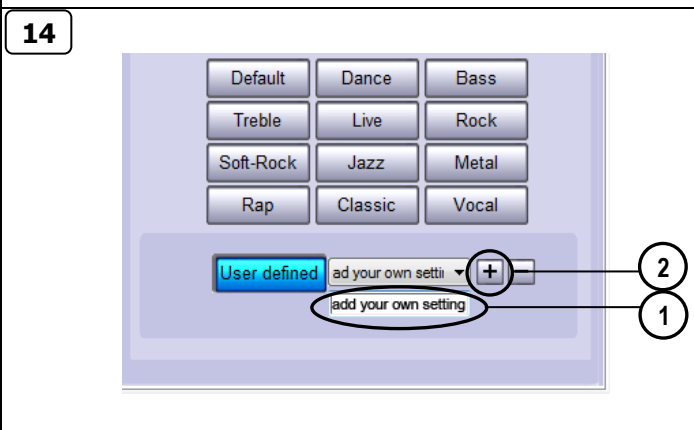 14
Default Dance Bass
Treble Live Rock
Soft-Rock Jazz Metal
Rap Classic Vocal
User defined ad your own settii + − 2
add your own setting 1